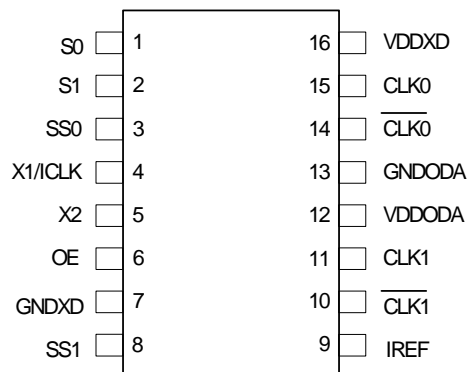 S0 1 16 VDDXD
S1 2 15 CLK0
SS0 3 14 CLK0
X1/ICLK 4 13 GNDODA
X2 5 12 VDDODA
OE 6 11 CLK1
GNDXD 7 10 CLK1
SS1 8 9 IREF